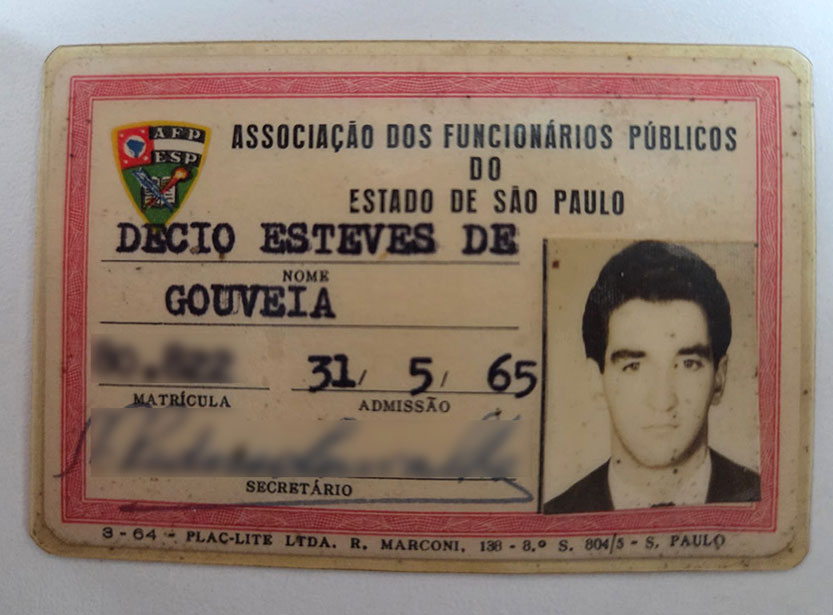 AFP
ESP
ASSOCIAÇÃO DOS FUNCIONÁRIOS PÚBLICOS
DO
ESTADO DE SÃO PAULO
DECIO ESTEVES DE
NOME
GOUVEIA
31/ 5/ 65
MATRÍCULA
ADMISSÃO
SECRETÁRIO
3-64 - PLAC-LITE LTDA. R. MARCONI, 138 - 8.º S. 804/5 - S. PAULO